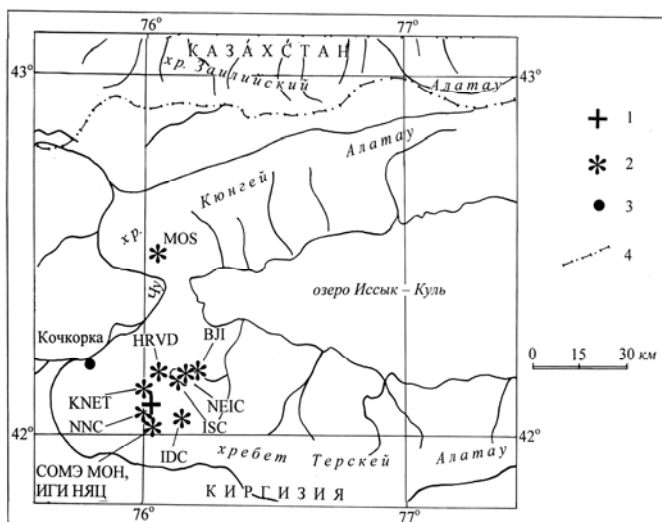 76°
77°
КАЗАХСТАН
43°
43°
хр. Заилийский
Алатау
Алатау
Кюнгей
хр.
MOS
Чу
озеро Иссык – Куль
Кочкорка
HRVD
BJI
KNET
NEIC
NNC
ISC
42°
42°
СОМЭ МОН,
ИГИ НЯЦ
IDC
хребет
Терскей
Алатау
КИРГИЗИЯ
76°
77°
1
2
3
4
0 15 30 км